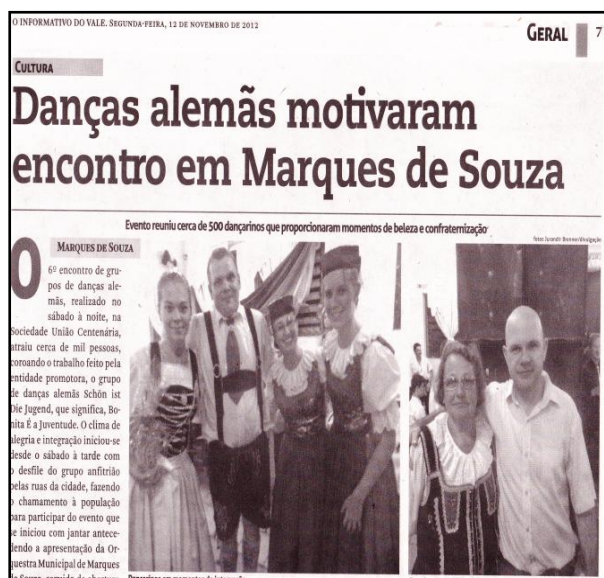 O INFORMATIVO DO VALE. SEGUNDA-FEIRA, 12 DE NOVEMBRO DE 2012
GERAL 7
CULTURA
Danças alemãs motivaram
encontro em Marques de Souza
Evento reuniu cerca de 500 dançarinos que proporcionaram momentos de beleza e confraternização
MARQUES DE SOUZA
O 6º encontro de gru-
pos de danças ale-
mãs, realizado no
sábado à noite, na
Sociedade União Centenária,
atraiu cerca de mil pessoas,
coroando o trabalho feito pela
entidade promotora, o grupo
de danças alemãs Schön ist
Die Jugend, que significa, Bo-
nita É a Juventude. O clima de
alegria e integração iniciou-se
desde o sábado à tarde com
o desfile do grupo anfitrião
pelas ruas da cidade, fazendo
o chamamento à população
para participar do evento que
se iniciou com jantar antece-
dendo a apresentação da Or-
questra Municipal de Marques